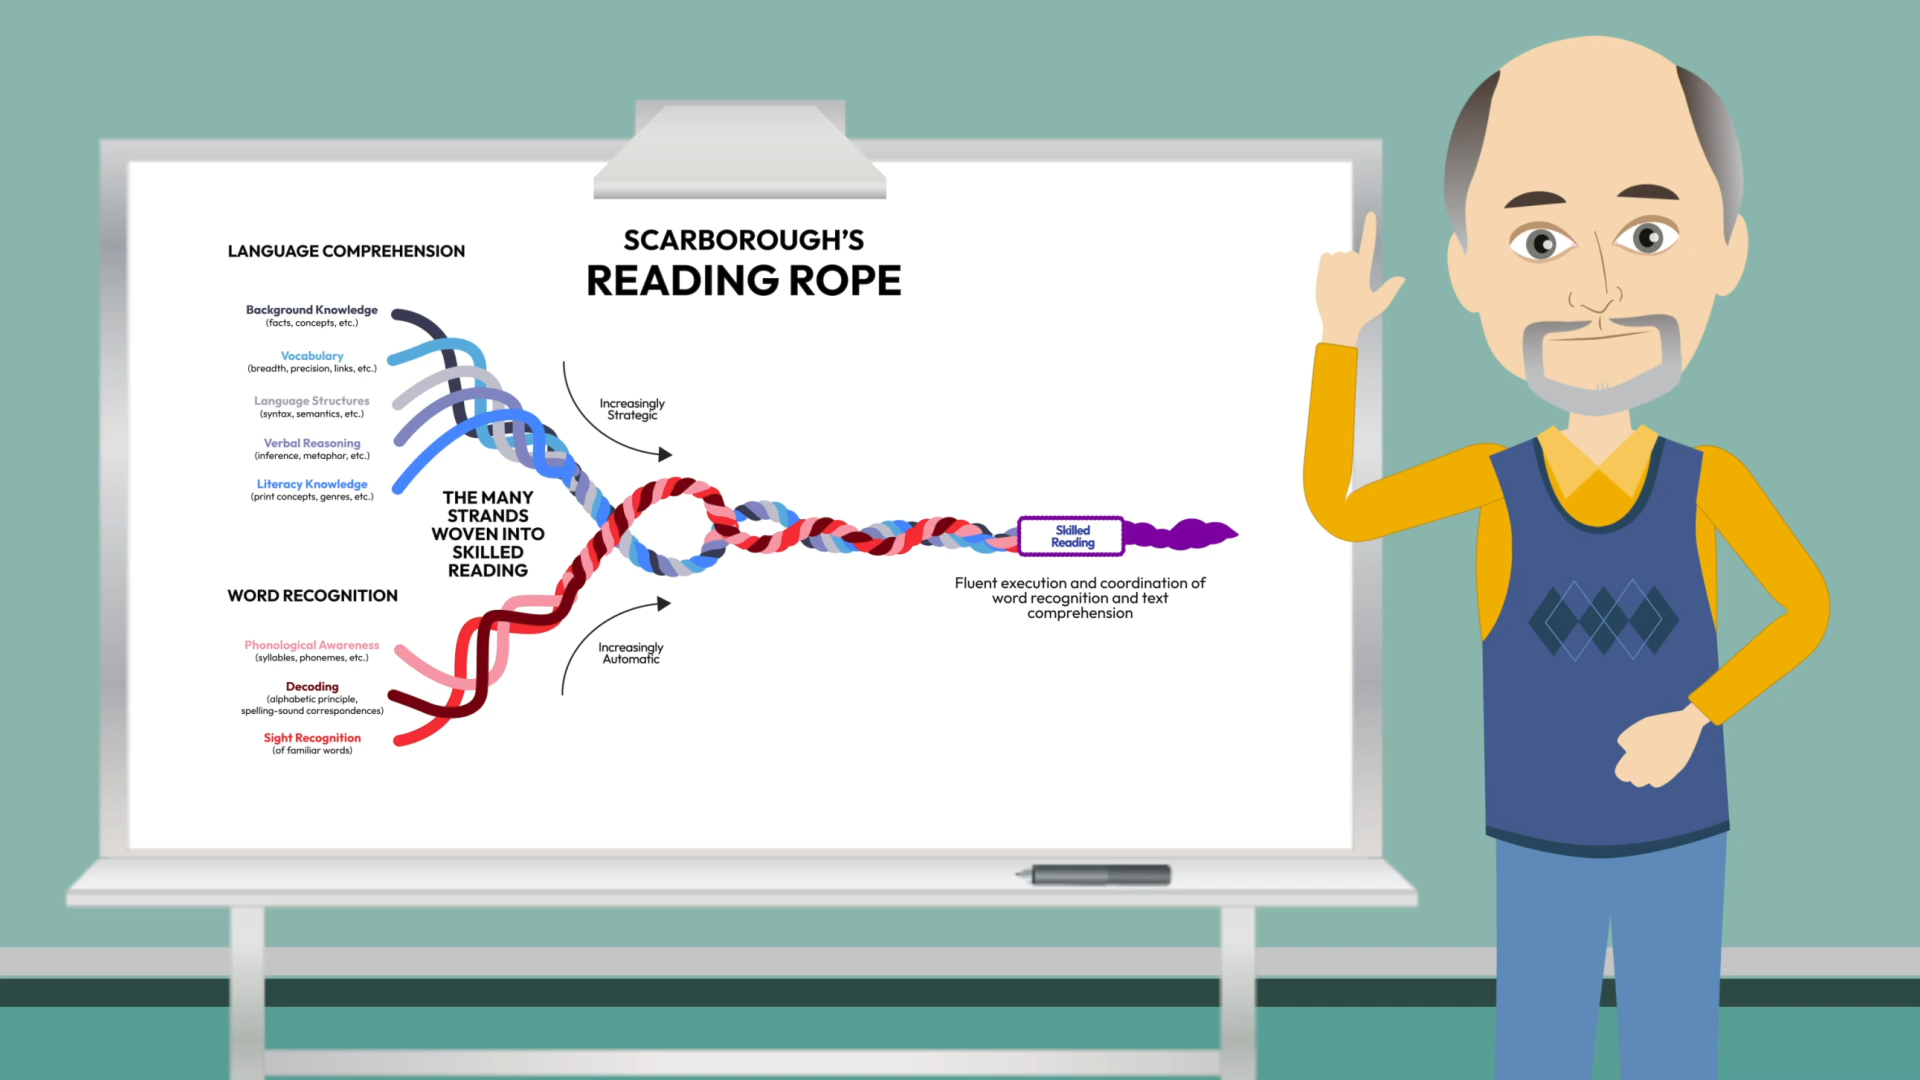 SCARBOROUGH'S
READING ROPE
LANGUAGE COMPREHENSION
Background Knowledge
(facts, concepts, etc.)
Vocabulary
(breadth, precision, links, etc.)
Language Structures
(syntax, semantics, etc.)
Verbal Reasoning
(inference, metaphor, etc.)
Literacy Knowledge
(print concepts, genres, etc.)
THE MANY
STRANDS
WOVEN INTO
SKILLED
READING
WORD RECOGNITION
Phonological Awareness
(syllables, phonemes, etc.)
Decoding
(alphabetic principle,
spelling-sound correspondences)
Sight Recognition
(of familiar words)
Increasingly
Strategic
Increasingly
Automatic
Skilled
Reading
Fluent execution and coordination of
word recognition and text
comprehension